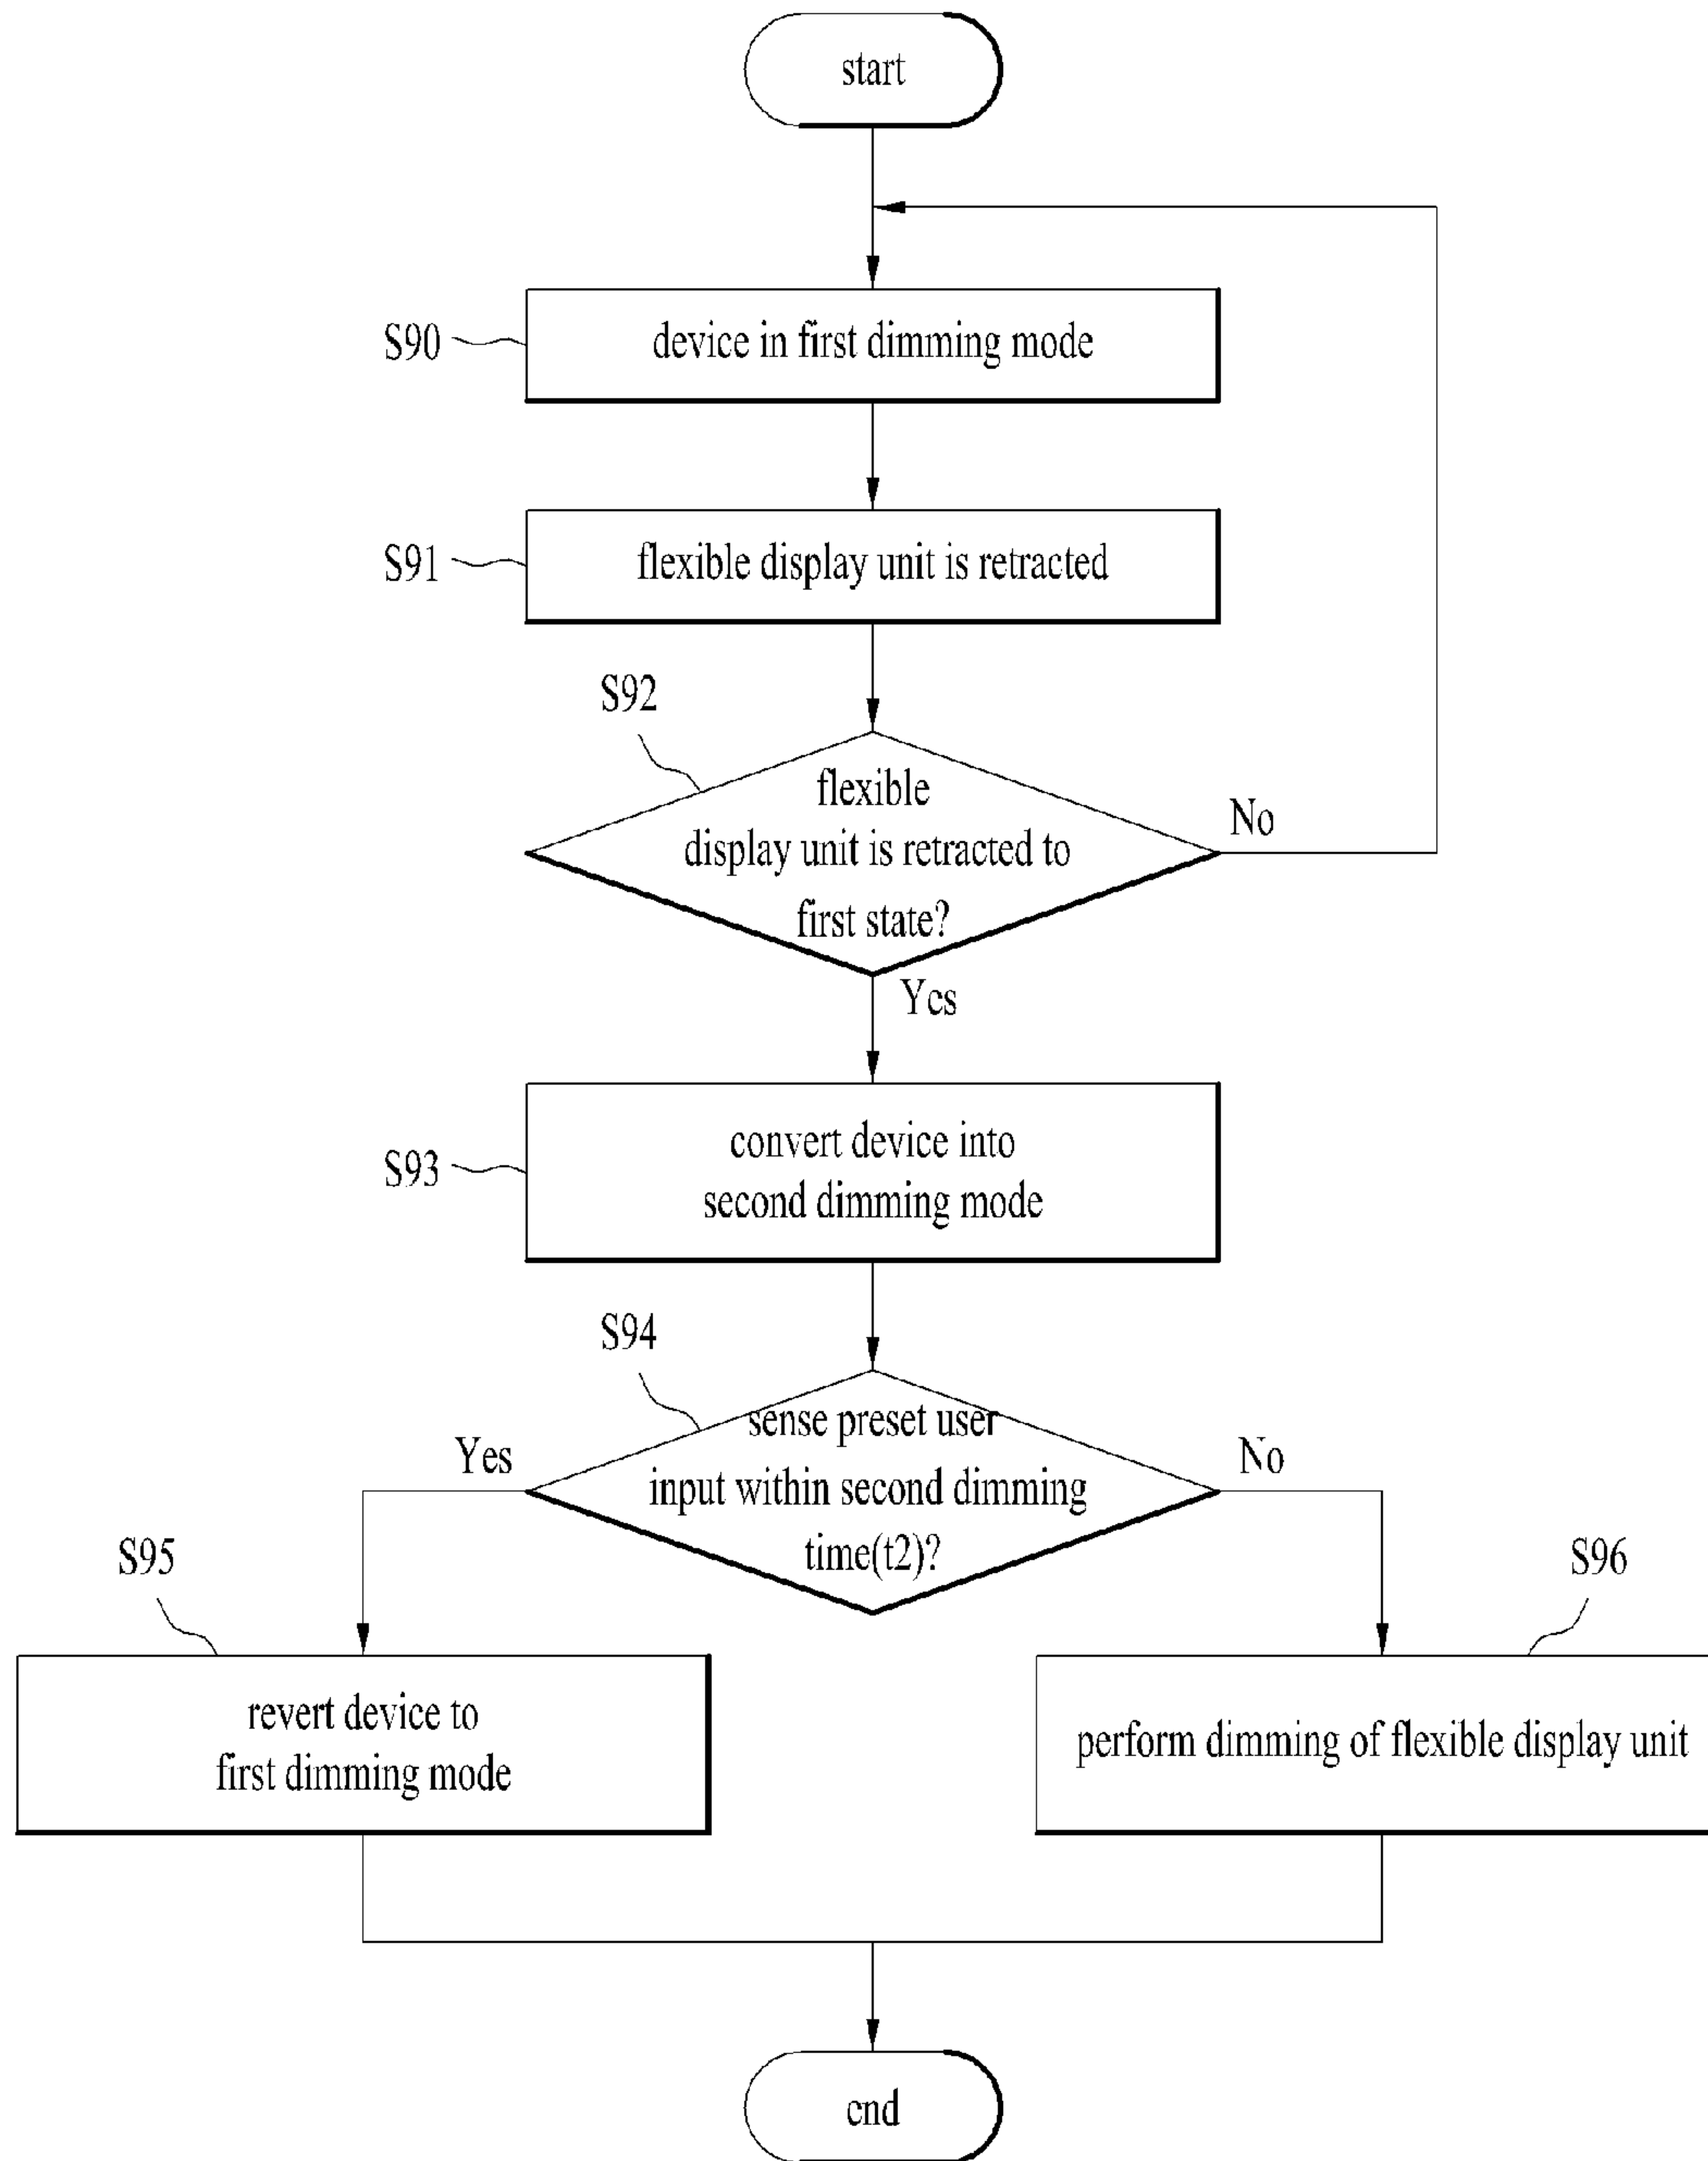 start
S90
device in first dimming mode
S91
flexible display unit is retracted
S92
flexible
display unit is retracted to
first state?
No
Yes
S93
convert device into
second dimming mode
S94
sense preset user
input within second dimming
time(t2)?
Yes
No
S95
S96
revert device to
first dimming mode
perform dimming of flexible display unit
end